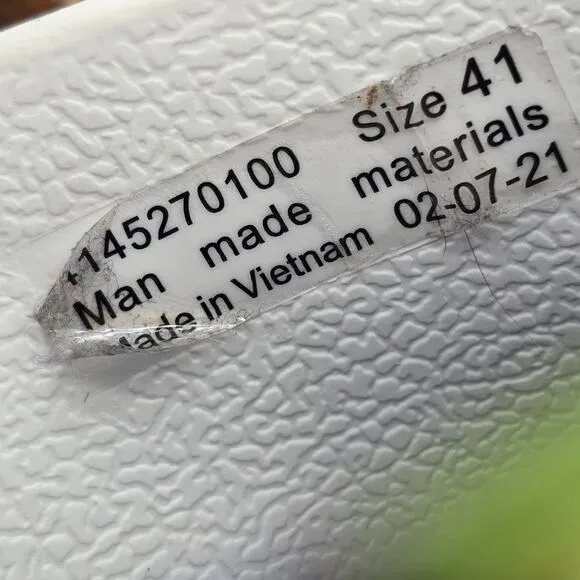 145270100 Size 41
Man made materials
Made in Vietnam 02-07-21